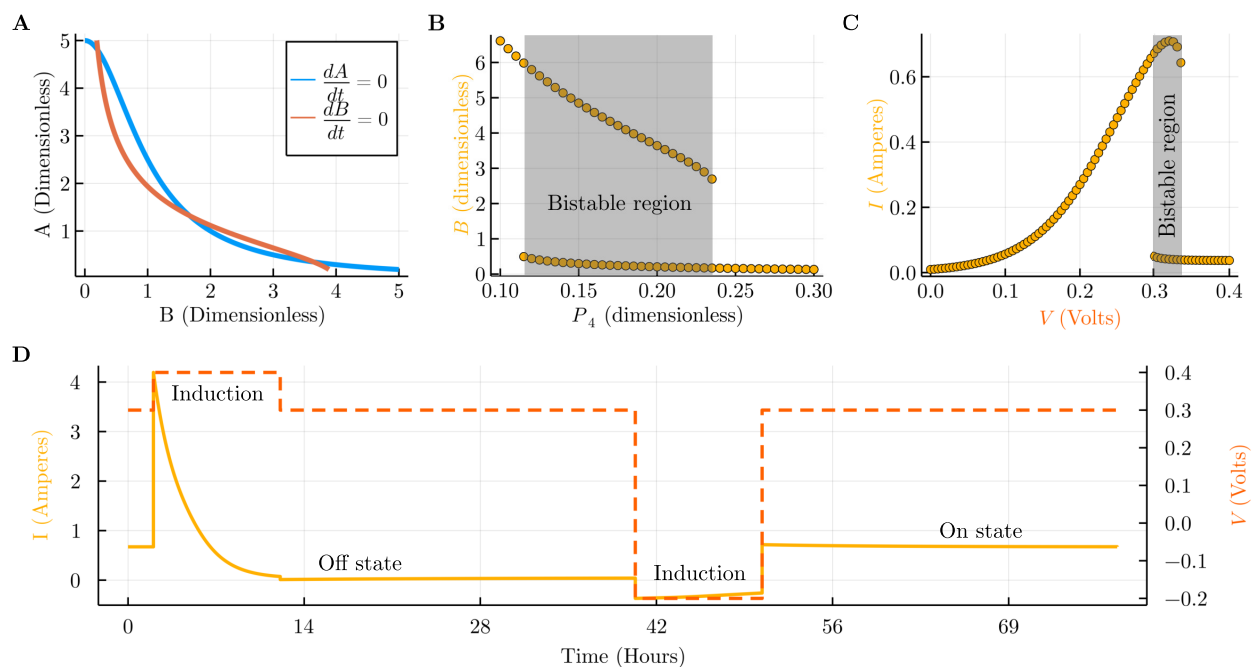 A
5
4
3
2
1
0
1
2
3
4
5
A (Dimensionless)
B (Dimensionless)
dA/dt = 0
dB/dt = 0
B
6
5
4
3
2
1
0
0.10
0.15
0.20
0.25
0.30
B (dimensionless)
P₄ (dimensionless)
Bistable region
C
0.6
0.4
0.2
0.0
0.0
0.1
0.2
0.3
0.4
I (Amperes)
V (Volts)
Bistable region
D
4
3
2
1
0
I (Amperes)
Induction
Off state
Induction
On state
0.4
0.3
0.2
0.1
0.0
−0.1
−0.2
V (Volts)
0
14
28
42
56
69
Time (Hours)